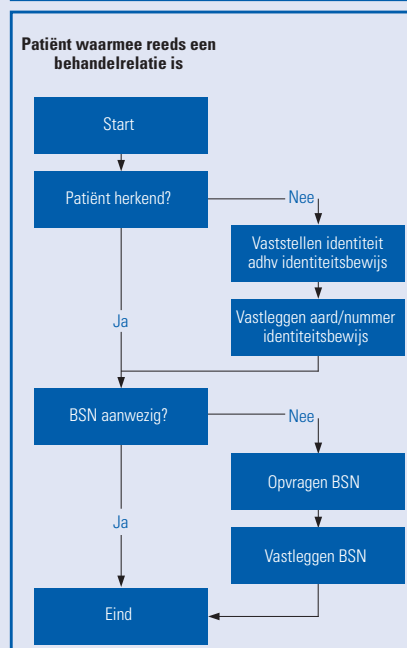 Patiënt waarmee reeds een
behandelrelatie is
Start
Patiënt herkend?
Nee
Vaststellen identiteit
adhv identiteitsbewijs
Vastleggen aard/nummer
identiteitsbewijs
Ja
BSN aanwezig?
Nee
Opvragen BSN
Ja
Vastleggen BSN
Eind